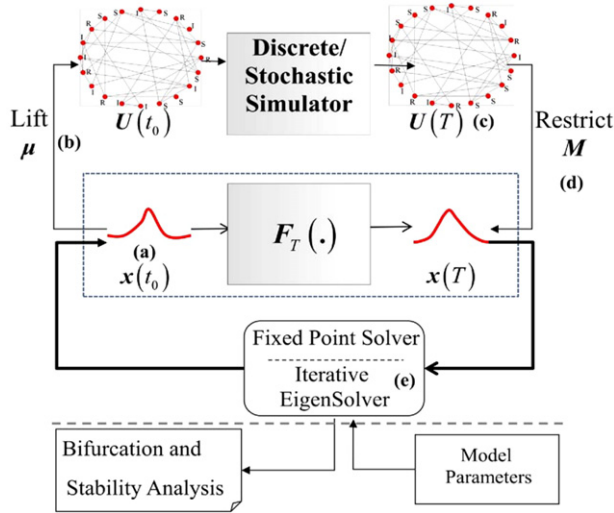 Discrete/
Stochastic
Simulator
U(t₀)
U(T) (c)
Lift
μ
(b)
Restrict
M
(d)
(a)
x(t₀)
F_T(.)
x(T)
Fixed Point Solver
Iterative
EigenSolver
(e)
Bifurcation and
Stability Analysis
Model
Parameters